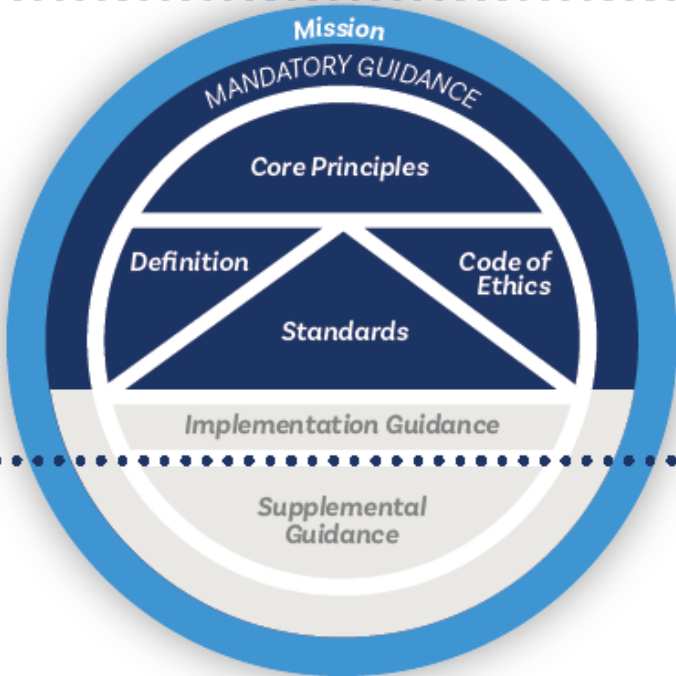 Mission
MANDATORY GUIDANCE
Core Principles
Definition
Code of
Ethics
Standards
Implementation Guidance
Supplemental
Guidance